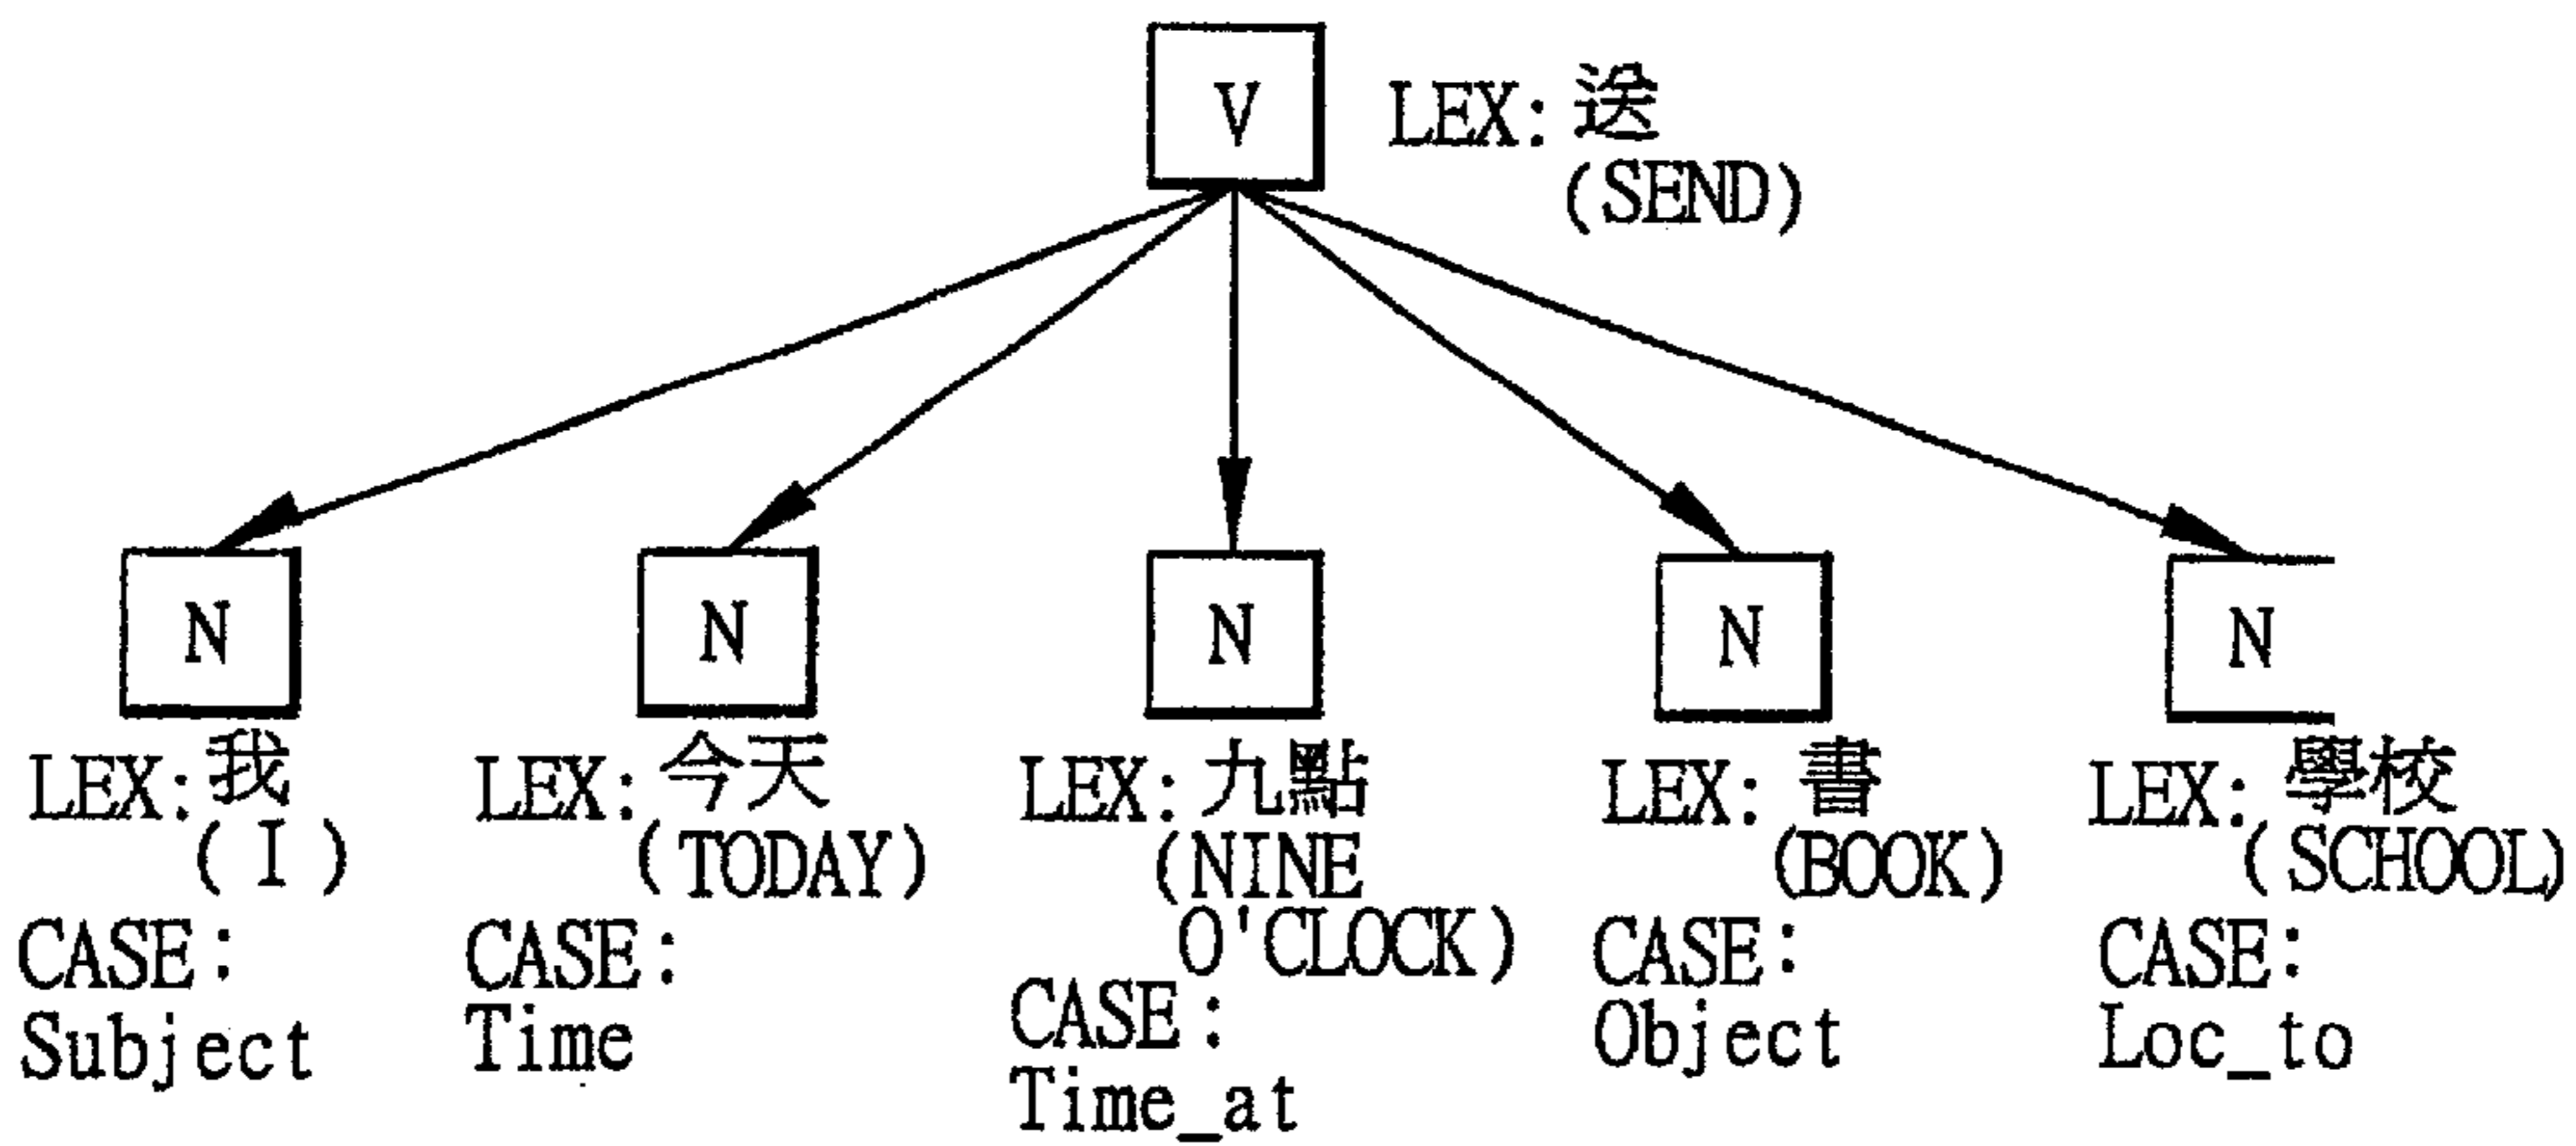 V
LEX: 送
(SEND)
N
LEX: 我
( I )
CASE:
Subject
N
LEX: 今天
(TODAY)
CASE:
Time
N
LEX: 九點
(NINE
O'CLOCK)
CASE:
Time_at
N
LEX: 書
(BOOK)
CASE:
Object
N
LEX: 學校
(SCHOOL)
CASE:
Loc_to